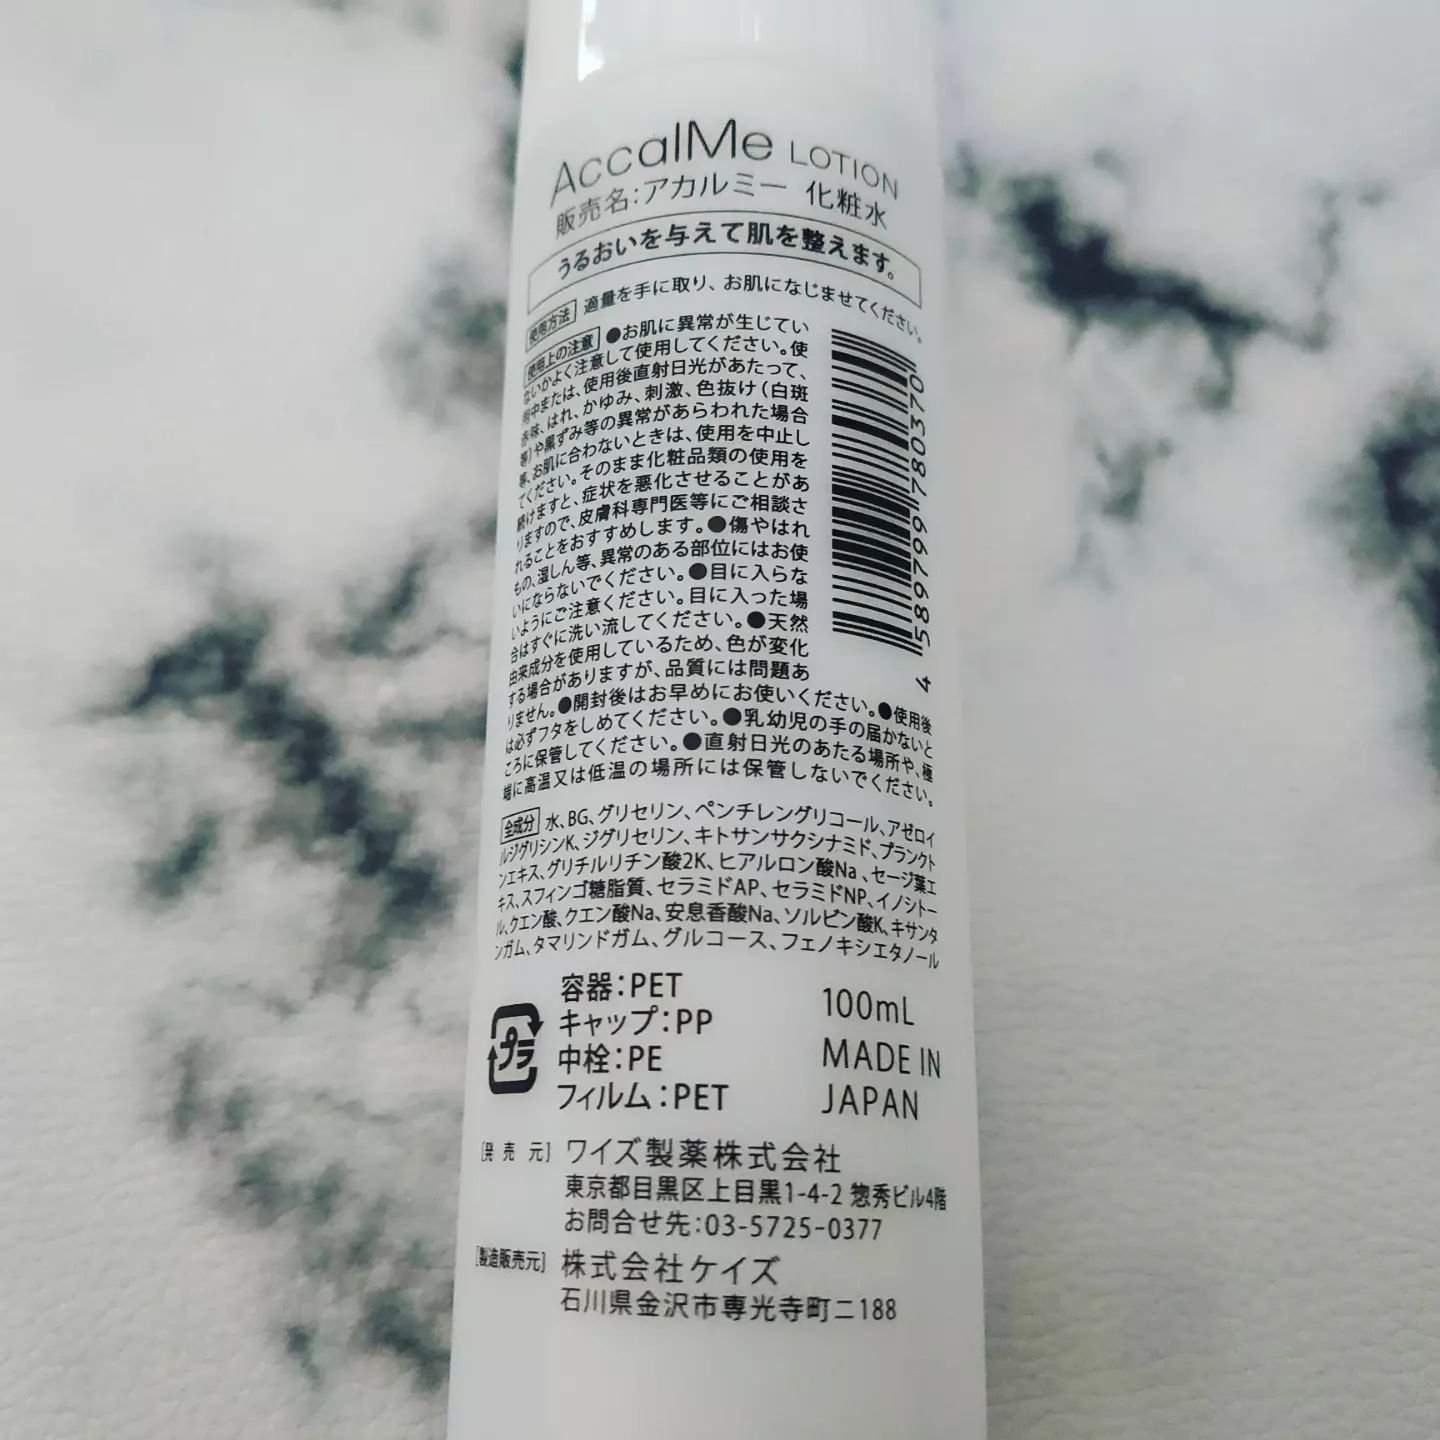 AccalMe LOTION
販売名:アカルミー 化粧水
うるおいを与えて肌を整えます。
使用方法 適量を手に取り、お肌になじませてください。
使用上の注意 ●お肌に異常が生じてい
ないかよく注意して使用してください。使
用中または、使用後直射日光があたって、
赤味、はれ、かゆみ、刺激、色抜け(白斑
等)や黒ずみ等の異常があらわれた場合
等、お肌に合わないときは、使用を中止し
てください。そのまま化粧品類の使用を
続けますと、症状を悪化させることがあ
りますので、皮膚科専門医等にご相談さ
れることをおすすめします。●傷やはれ
もの、湿しん等、異常のある部位にはお使
いにならないでください。●目に入らな
いようにご注意ください。目に入った場
合はすぐに洗い流してください。●天然
由来成分を使用しているため、色が変化
する場合がありますが、品質には問題あ
りません。●開封後はお早めにお使いください。●使用後
は必ずフタをしめてください。●乳幼児の手の届かないと
ころに保管してください。●直射日光のあたる場所や、極
端に高温又は低温の場所には保管しないでください。
4 589799 780370
全成分 水、BG、グリセリン、ペンチレングリコール、アゼロイ
ルジグリシンK、ジグリセリン、キトサンサクシナミド、プランクト
ンエキス、グリチルリチン酸2K、ヒアルロン酸Na、セージ葉エ
キス、スフィンゴ糖脂質、セラミドAP、セラミドNP、イノシトー
ル、クエン酸、クエン酸Na、安息香酸Na、ソルビン酸K、キサンタ
ンガム、タマリンドガム、グルコース、フェノキシエタノール
プラ
容器:PET
キャップ:PP
中栓:PE
フィルム:PET
100mL
MADE IN
JAPAN
[発売元] ワイズ製薬株式会社
東京都目黒区上目黒1-4-2 惣秀ビル4階
お問合せ先:03-5725-0377
[製造販売元] 株式会社ケイズ
石川県金沢市専光寺町ニ188